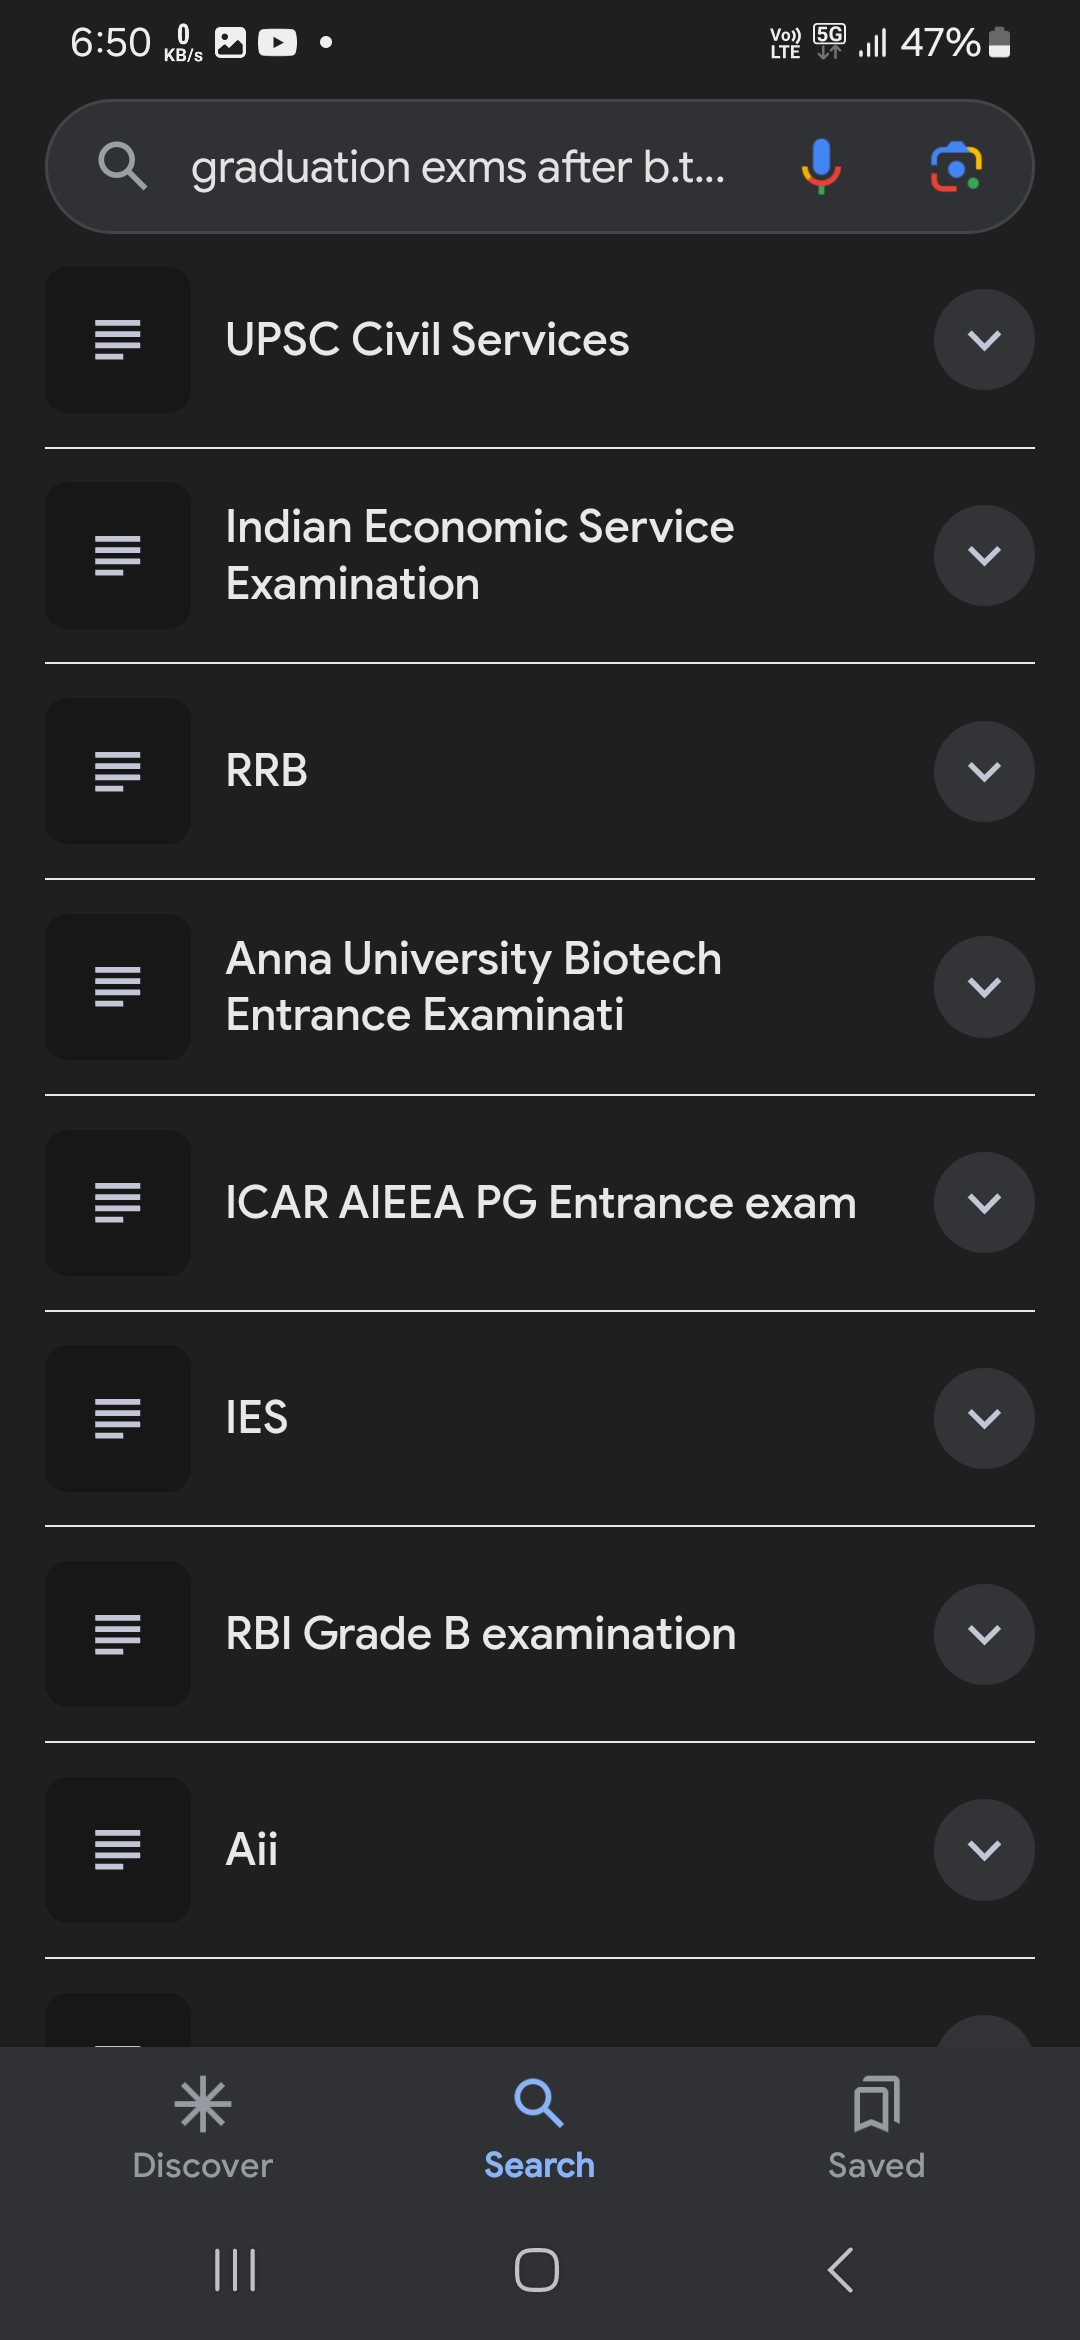 6:50 0 KB/s Vo)) LTE 5G 47%
graduation exms after b.t...
UPSC Civil Services
Indian Economic Service
Examination
RRB
Anna University Biotech
Entrance Examinati
ICAR AIEEA PG Entrance exam
IES
RBI Grade B examination
Aii
Discover Search Saved